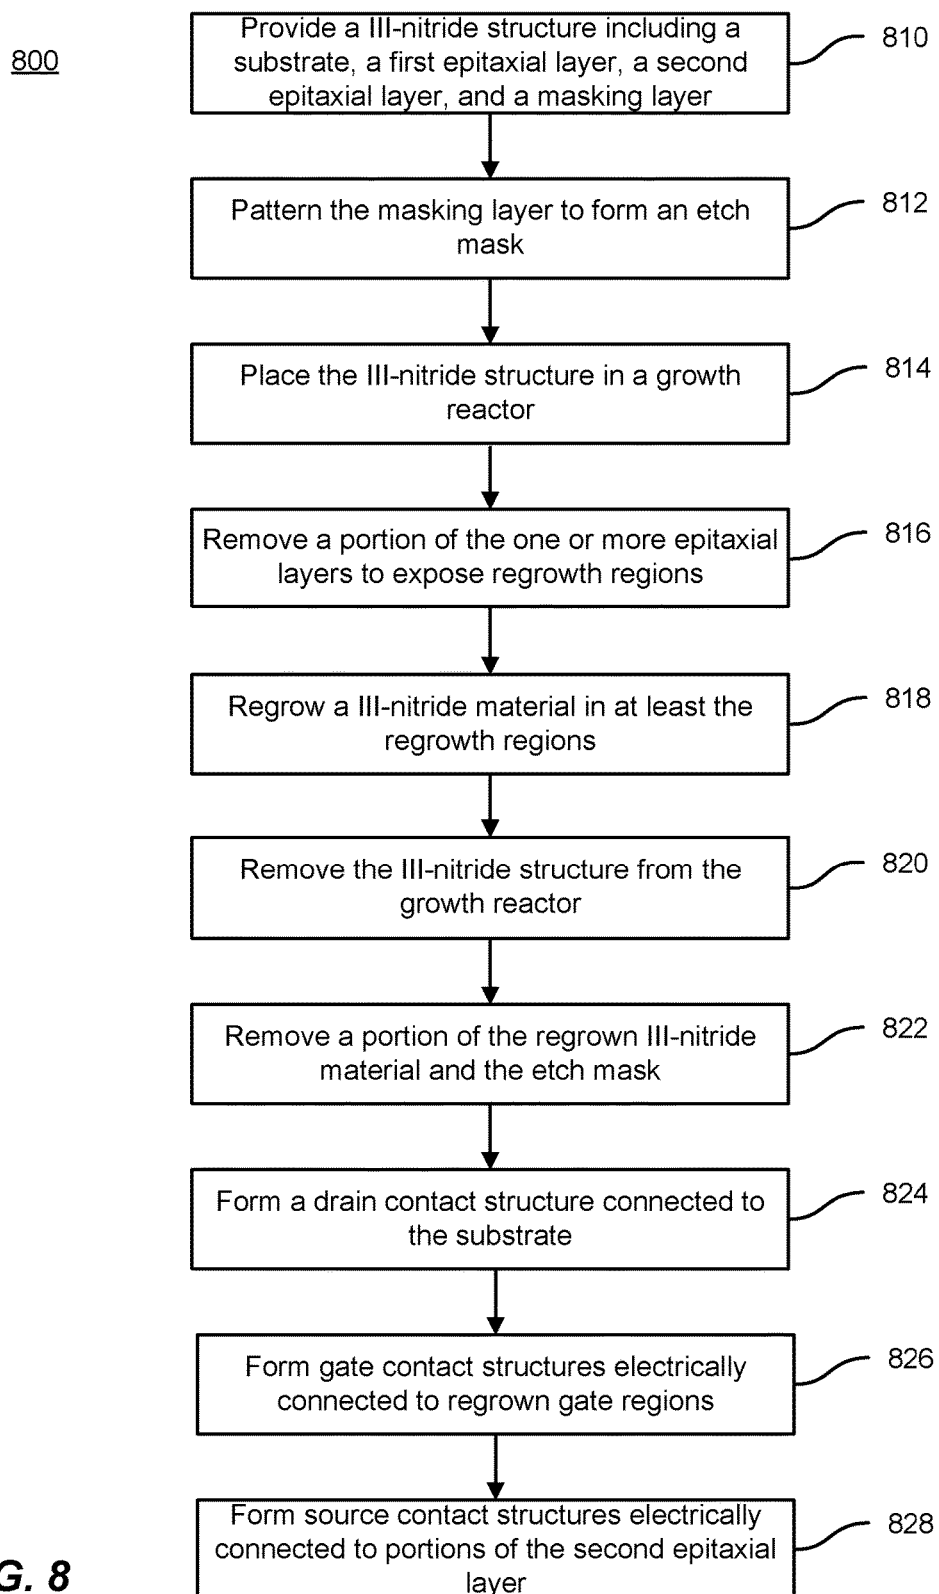 800
Provide a III-nitride structure including a
substrate, a first epitaxial layer, a second
epitaxial layer, and a masking layer
810
Pattern the masking layer to form an etch
mask
812
Place the III-nitride structure in a growth
reactor
814
Remove a portion of the one or more epitaxial
layers to expose regrowth regions
816
Regrow a III-nitride material in at least the
regrowth regions
818
Remove the III-nitride structure from the
growth reactor
820
Remove a portion of the regrown III-nitride
material and the etch mask
822
Form a drain contact structure connected to
the substrate
824
Form gate contact structures electrically
connected to regrown gate regions
826
Form source contact structures electrically
connected to portions of the second epitaxial
layer
828
G. 8